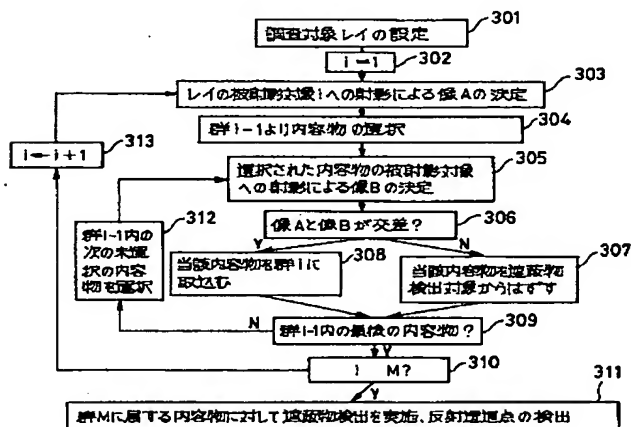 調査対象レイの設定
301
i=1
302
レイの被射影対象iへの射影による像Aの決定
303
群i-1より内容物の選択
304
i←i+1
313
選択された内容物の被射影対象
への射影による像Bの決定
305
像Aと像Bが交差?
306
312
群i-1内の
次の未選
択の内容
物を選択
Y
N
当該内容物を群iに
取込む
308
当該内容物を遮蔽物
検出対象からはずす
307
N
群i-1内の最後の内容物?
309
Y
i M?
310
Y
311
群Mに属する内容物に対して遮蔽物検出を実施、反射透過点の検出